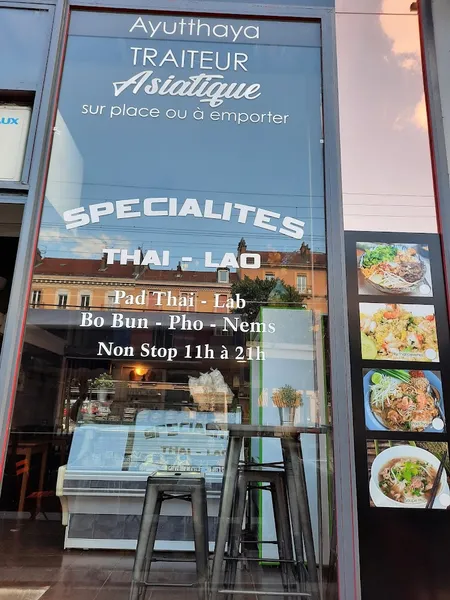 Ayutthaya
TRAITEUR
Asiatique
sur place ou à emporter
SPECIALITES
THAI - LAO
Pad Thai - Lab
Bo Bun - Pho - Nems
Non Stop 11h à 21h